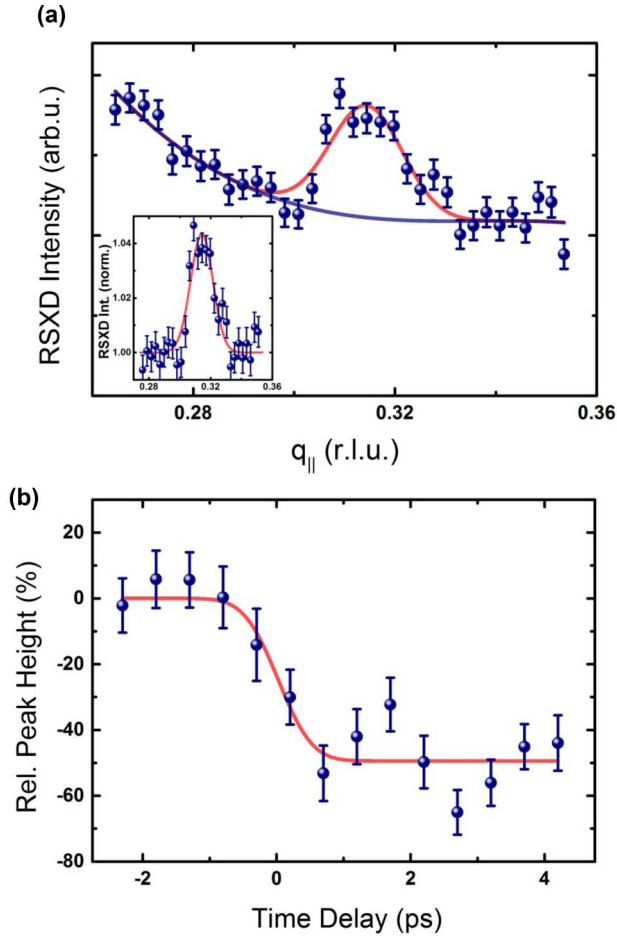 (a)
RSXD Intensity (arb.u.)
RSXD Int. (norm.)
1.04
1.02
1.00
0.28
0.32
0.36
0.28
0.32
0.36
q|| (r.l.u.)
(b)
Rel. Peak Height (%)
20
0
-20
-40
-60
-80
-2
0
2
4
Time Delay (ps)